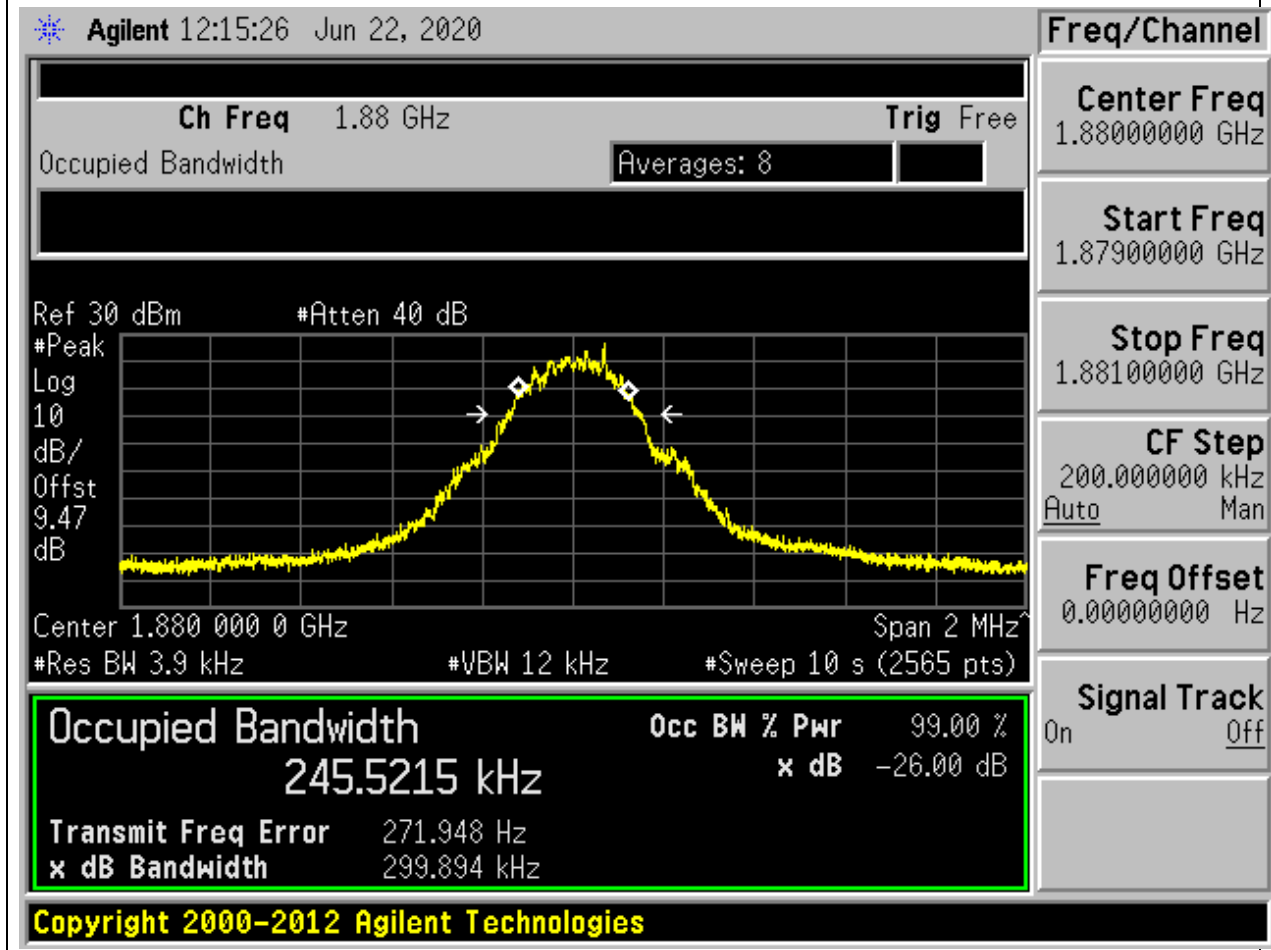 Agilent 12:15:26 Jun 22, 2020
Ch Freq 1.88 GHz Trig Free
Occupied Bandwidth Averages: 8
Ref 30 dBm #Atten 40 dB
#Peak
Log
10
dB/
Offst
9.47
dB
Center 1.880 000 0 GHz Span 2 MHz^
#Res BW 3.9 kHz #VBW 12 kHz #Sweep 10 s (2565 pts)
Occupied Bandwidth Occ BW % Pwr 99.00 %
245.5215 kHz x dB -26.00 dB
Transmit Freq Error 271.948 Hz
x dB Bandwidth 299.894 kHz
Copyright 2000-2012 Agilent Technologies
Freq/Channel
Center Freq
1.88000000 GHz
Start Freq
1.87900000 GHz
Stop Freq
1.88100000 GHz
CF Step
200.000000 kHz
Auto Man
Freq Offset
0.00000000 Hz
Signal Track
On Off